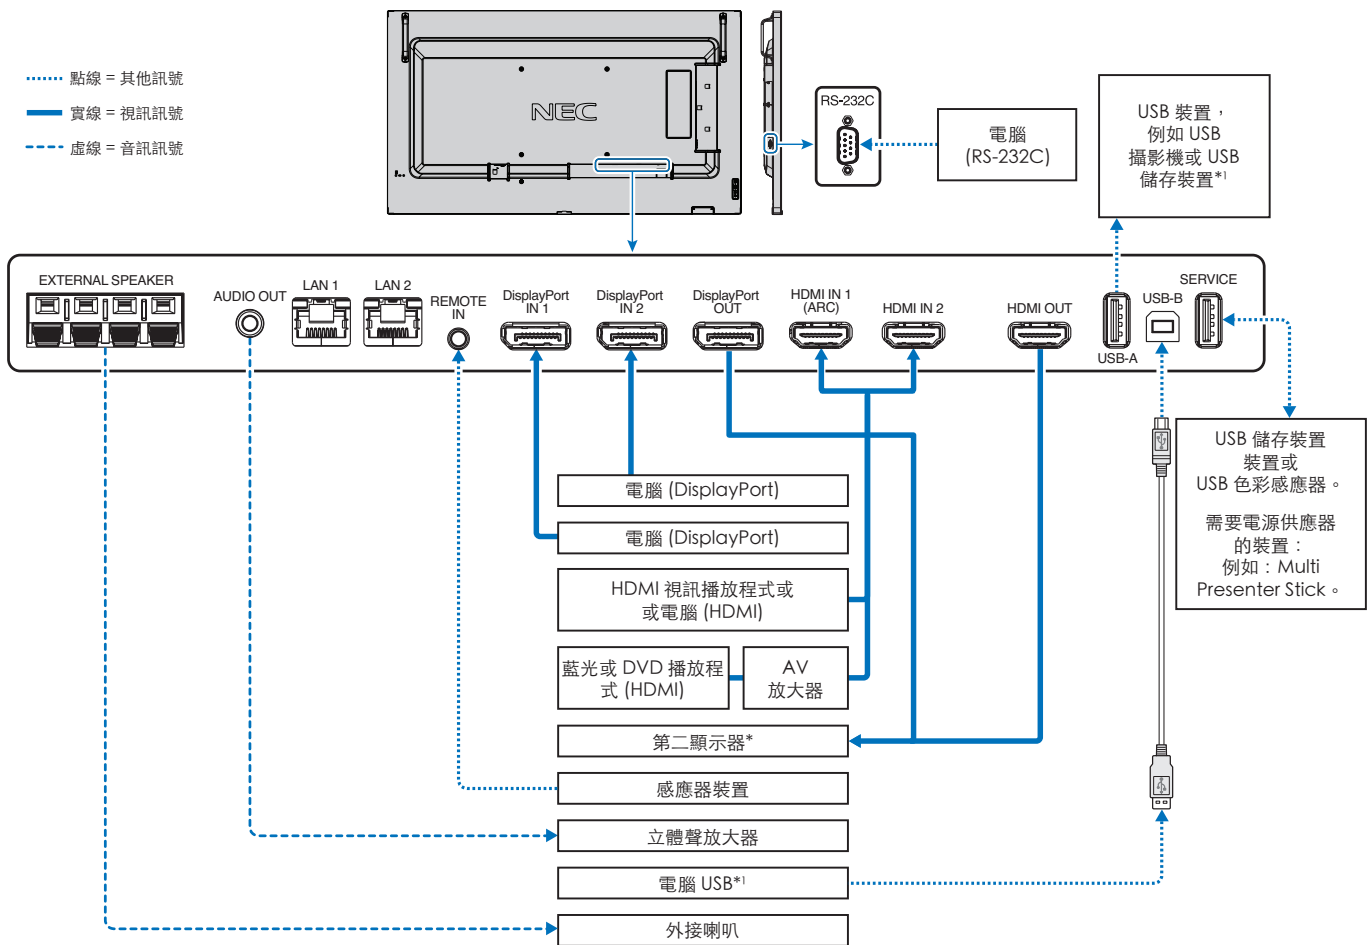 點線 = 其他訊號
實線 = 視訊訊號
虛線 = 音訊訊號
NEC
RS-232C
電腦
(RS-232C)
USB 裝置，
例如 USB
攝影機或 USB
儲存裝置*1
EXTERNAL SPEAKER
AUDIO OUT
LAN 1
LAN 2
REMOTE
IN
DisplayPort
IN 1
DisplayPort
IN 2
DisplayPort
OUT
HDMI IN 1
(ARC)
HDMI IN 2
HDMI OUT
USB-A
USB-B
SERVICE
USB 儲存裝置
裝置或
USB 色彩感應器。
需要電源供應器
的裝置：
例如：Multi
Presenter Stick。
電腦 (DisplayPort)
電腦 (DisplayPort)
HDMI 視訊播放程式或
或電腦 (HDMI)
藍光或 DVD 播放程
式 (HDMI)
AV
放大器
第二顯示器*
感應器裝置
立體聲放大器
電腦 USB*1
外接喇叭